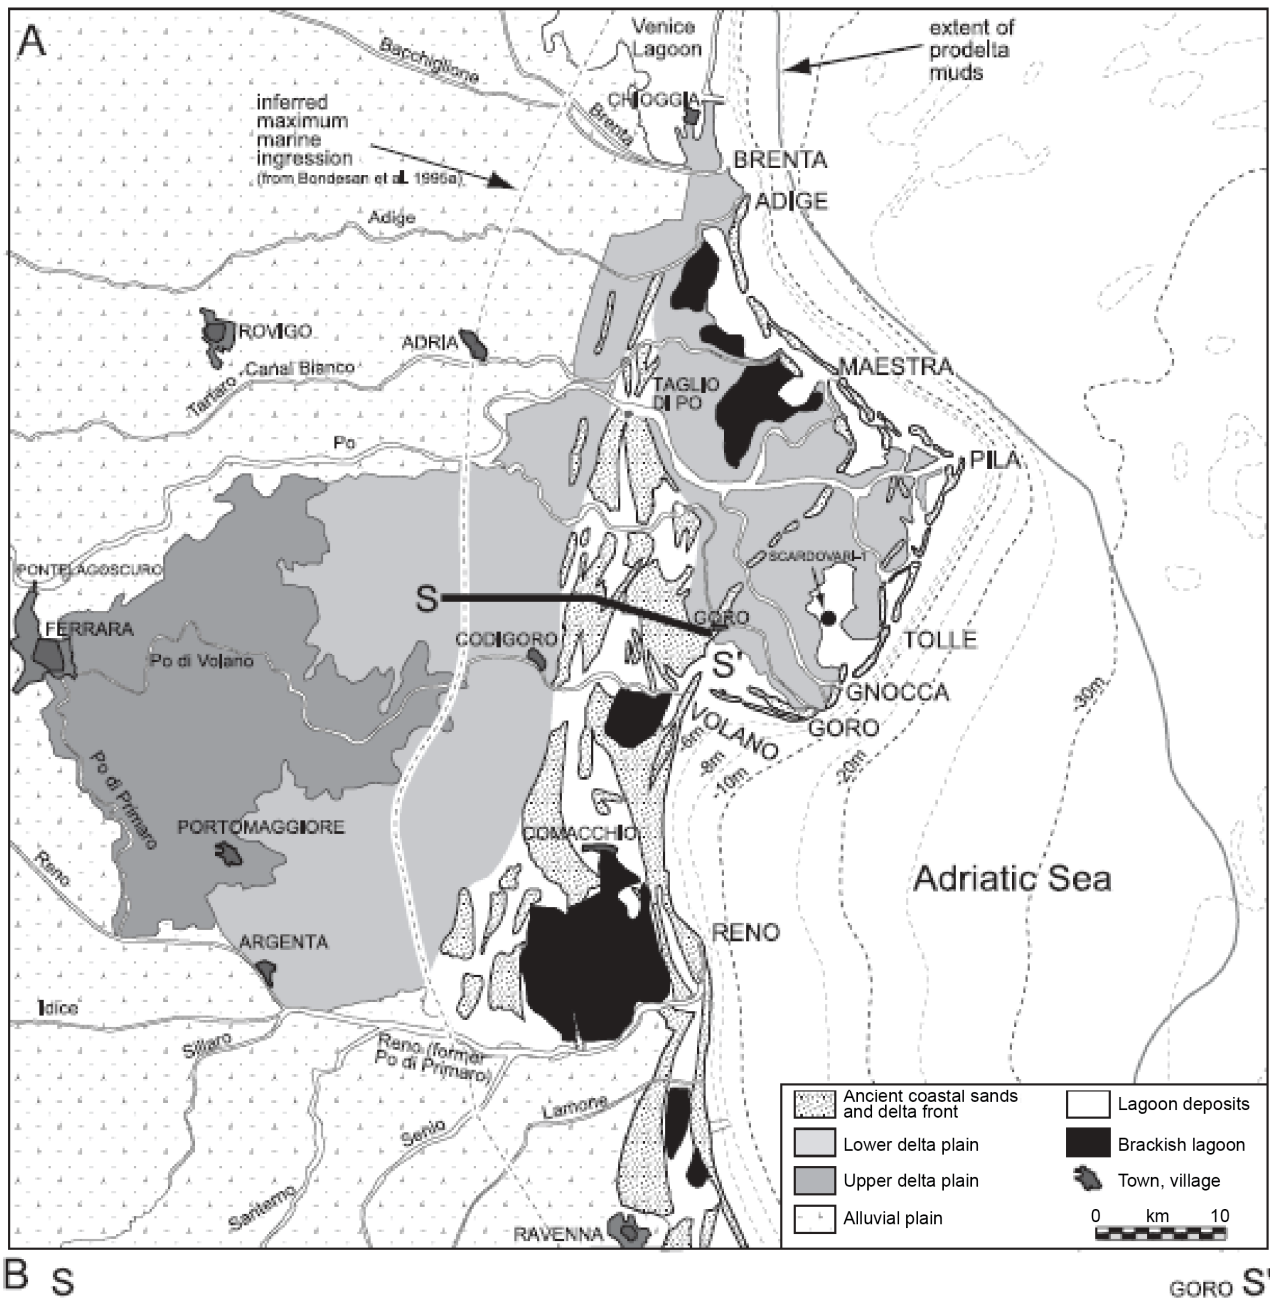 A
Venice
Lagoon
extent of
prodelta
muds
Bacchiglione
CHIOGGIA
inferred
maximum
marine
ingression
(from Bondesan et al. 1995a)
Brenta
BRENTA
ADIGE
Adige
ROVIGO
ADRIA
MAESTRA
Canal Bianco
Tartaro
TAGLIO
DI PO
Po
PILA
SCARDOVARI-1
PONTELAGOSCURO
S
GORO
FERRARA
CODIGORO
TOLLE
Po di Volano
S'
GNOCCA
-30m
VOLANO
GORO
-6m
-8m
-10m
-20m
Po di Primaro
PORTOMAGGIORE
COMACCHIO
Reno
Adriatic Sea
RENO
ARGENTA
Idice
Sillaro
Reno (former
Po di Primaro)
Lamone
Senio
Santerno
RAVENNA
Ancient coastal sands
and delta front
Lagoon deposits
Lower delta plain
Brackish lagoon
Upper delta plain
Town, village
Alluvial plain
0 km 10
B S
GORO S'